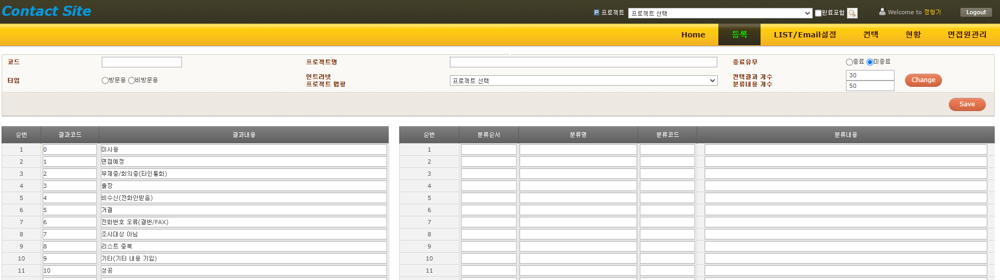 Contact Site
프로젝트 프로젝트 선택 완료포함 Welcome to 정형기 Logout
Home 등록 LIST/Email설정 컨택 현황 면접원관리
코드 프로젝트명 종료유무 종료 미종료
타입 방문용 비방문용 인트라넷 프로젝트 맵핑 프로젝트 선택 컨택결과 개수 30 분류내용 개수 50 Change
Save
순번 결과코드 결과내용
1 0 미사용
2 1 면접예정
3 2 부재중/회의중(타인통화)
4 3 출장
5 4 비수신(전화안받음)
6 5 거절
7 6 전화번호 오류(결번/FAX)
8 7 조사대상 아님
9 8 리스트 중복
10 9 기타(기타 내용 기입)
11 10 성공
순번 분류순서 분류명 분류코드 분류내용
1
2
3
4
5
6
7
8
9
10
11